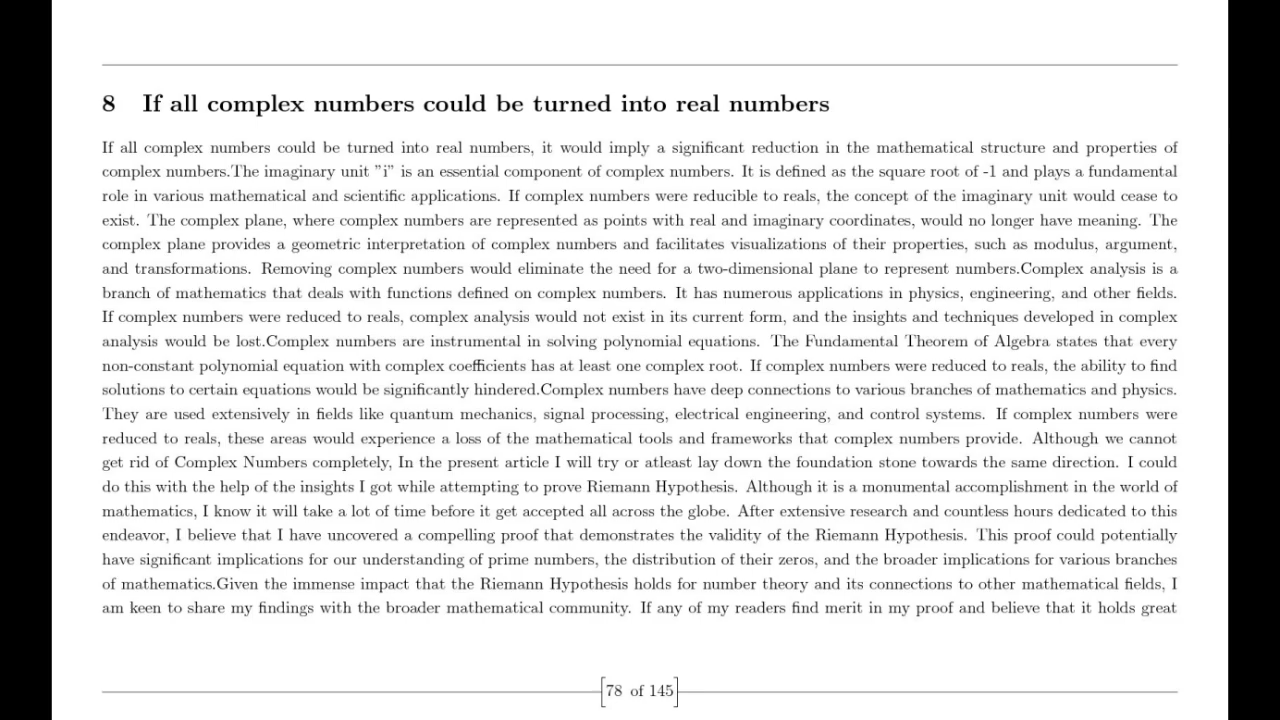 8 If all complex numbers could be turned into real numbers
If all complex numbers could be turned into real numbers, it would imply a significant reduction in the mathematical structure and properties of
complex numbers.The imaginary unit ”i” is an essential component of complex numbers. It is defined as the square root of -1 and plays a fundamental
role in various mathematical and scientific applications. If complex numbers were reducible to reals, the concept of the imaginary unit would cease to
exist. The complex plane, where complex numbers are represented as points with real and imaginary coordinates, would no longer have meaning. The
complex plane provides a geometric interpretation of complex numbers and facilitates visualizations of their properties, such as modulus, argument,
and transformations. Removing complex numbers would eliminate the need for a two-dimensional plane to represent numbers.Complex analysis is a
branch of mathematics that deals with functions defined on complex numbers. It has numerous applications in physics, engineering, and other fields.
If complex numbers were reduced to reals, complex analysis would not exist in its current form, and the insights and techniques developed in complex
analysis would be lost.Complex numbers are instrumental in solving polynomial equations. The Fundamental Theorem of Algebra states that every
non-constant polynomial equation with complex coefficients has at least one complex root. If complex numbers were reduced to reals, the ability to find
solutions to certain equations would be significantly hindered.Complex numbers have deep connections to various branches of mathematics and physics.
They are used extensively in fields like quantum mechanics, signal processing, electrical engineering, and control systems. If complex numbers were
reduced to reals, these areas would experience a loss of the mathematical tools and frameworks that complex numbers provide. Although we cannot
get rid of Complex Numbers completely, In the present article I will try or atleast lay down the foundation stone towards the same direction. I could
do this with the help of the insights I got while attempting to prove Riemann Hypothesis. Although it is a monumental accomplishment in the world of
mathematics, I know it will take a lot of time before it get accepted all across the globe. After extensive research and countless hours dedicated to this
endeavor, I believe that I have uncovered a compelling proof that demonstrates the validity of the Riemann Hypothesis. This proof could potentially
have significant implications for our understanding of prime numbers, the distribution of their zeros, and the broader implications for various branches
of mathematics.Given the immense impact that the Riemann Hypothesis holds for number theory and its connections to other mathematical fields, I
am keen to share my findings with the broader mathematical community. If any of my readers find merit in my proof and believe that it holds great
[78 of 145]